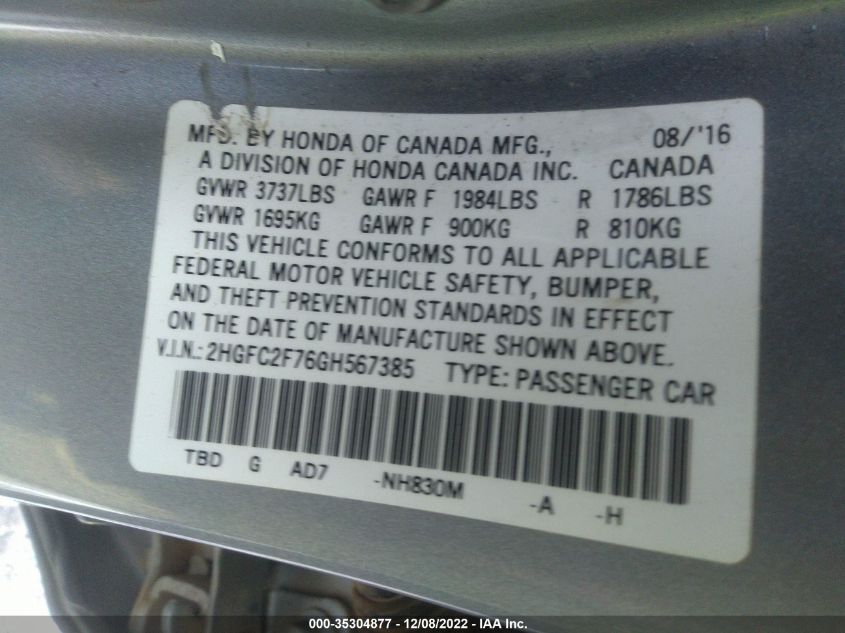 MFD. BY HONDA OF CANADA MFG., 08/'16
A DIVISION OF HONDA CANADA INC. CANADA
GVWR 3737LBS GAWR F 1984LBS R 1786LBS
GVWR 1695KG GAWR F 900KG R 810KG
THIS VEHICLE CONFORMS TO ALL APPLICABLE
FEDERAL MOTOR VEHICLE SAFETY, BUMPER,
AND THEFT PREVENTION STANDARDS IN EFFECT
ON THE DATE OF MANUFACTURE SHOWN ABOVE.
V.I.N.: 2HGFC2F76GH567385 TYPE: PASSENGER CAR
TBD G AD7 -NH830M -A -H
000-35304877 - 12/08/2022 - IAA Inc.